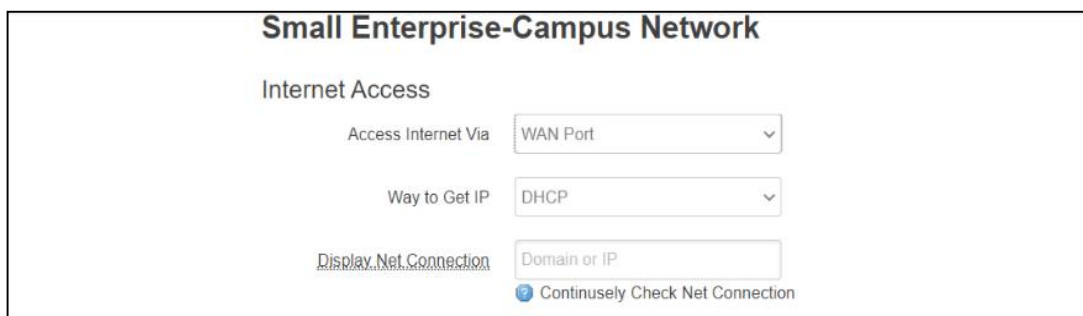 Small Enterprise-Campus Network
Internet Access
Access Internet Via WAN Port
Way to Get IP DHCP
Display Net Connection Domain or IP
Continusely Check Net Connection